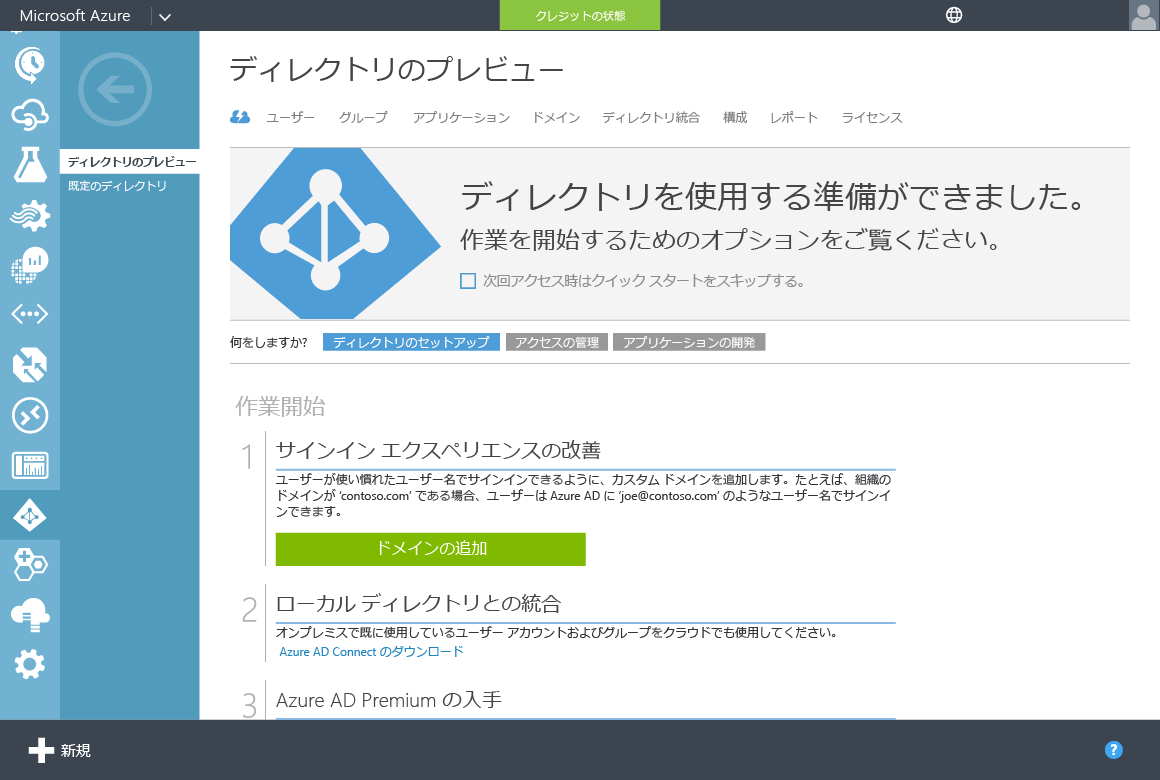 Microsoft Azure
クレジットの状態
ディレクトリのプレビュー
既定のディレクトリ
ディレクトリのプレビュー
ユーザー グループ アプリケーション ドメイン ディレクトリ統合 構成 レポート ライセンス
ディレクトリを使用する準備ができました。
作業を開始するためのオプションをご覧ください。
次回アクセス時はクイック スタートをスキップする。
何をしますか? ディレクトリのセットアップ アクセスの管理 アプリケーションの開発
作業開始
1 サインイン エクスペリエンスの改善
ユーザーが使い慣れたユーザー名でサインインできるように、カスタム ドメインを追加します。たとえば、組織の
ドメインが 'contoso.com' である場合、ユーザーは Azure AD に 'joe@contoso.com' のようなユーザー名でサインイ
ンできます。
ドメインの追加
2 ローカル ディレクトリとの統合
オンプレミスで既に使用しているユーザー アカウントおよびグループをクラウドでも使用してください。
Azure AD Connect のダウンロード
3 Azure AD Premium の入手
新規
?